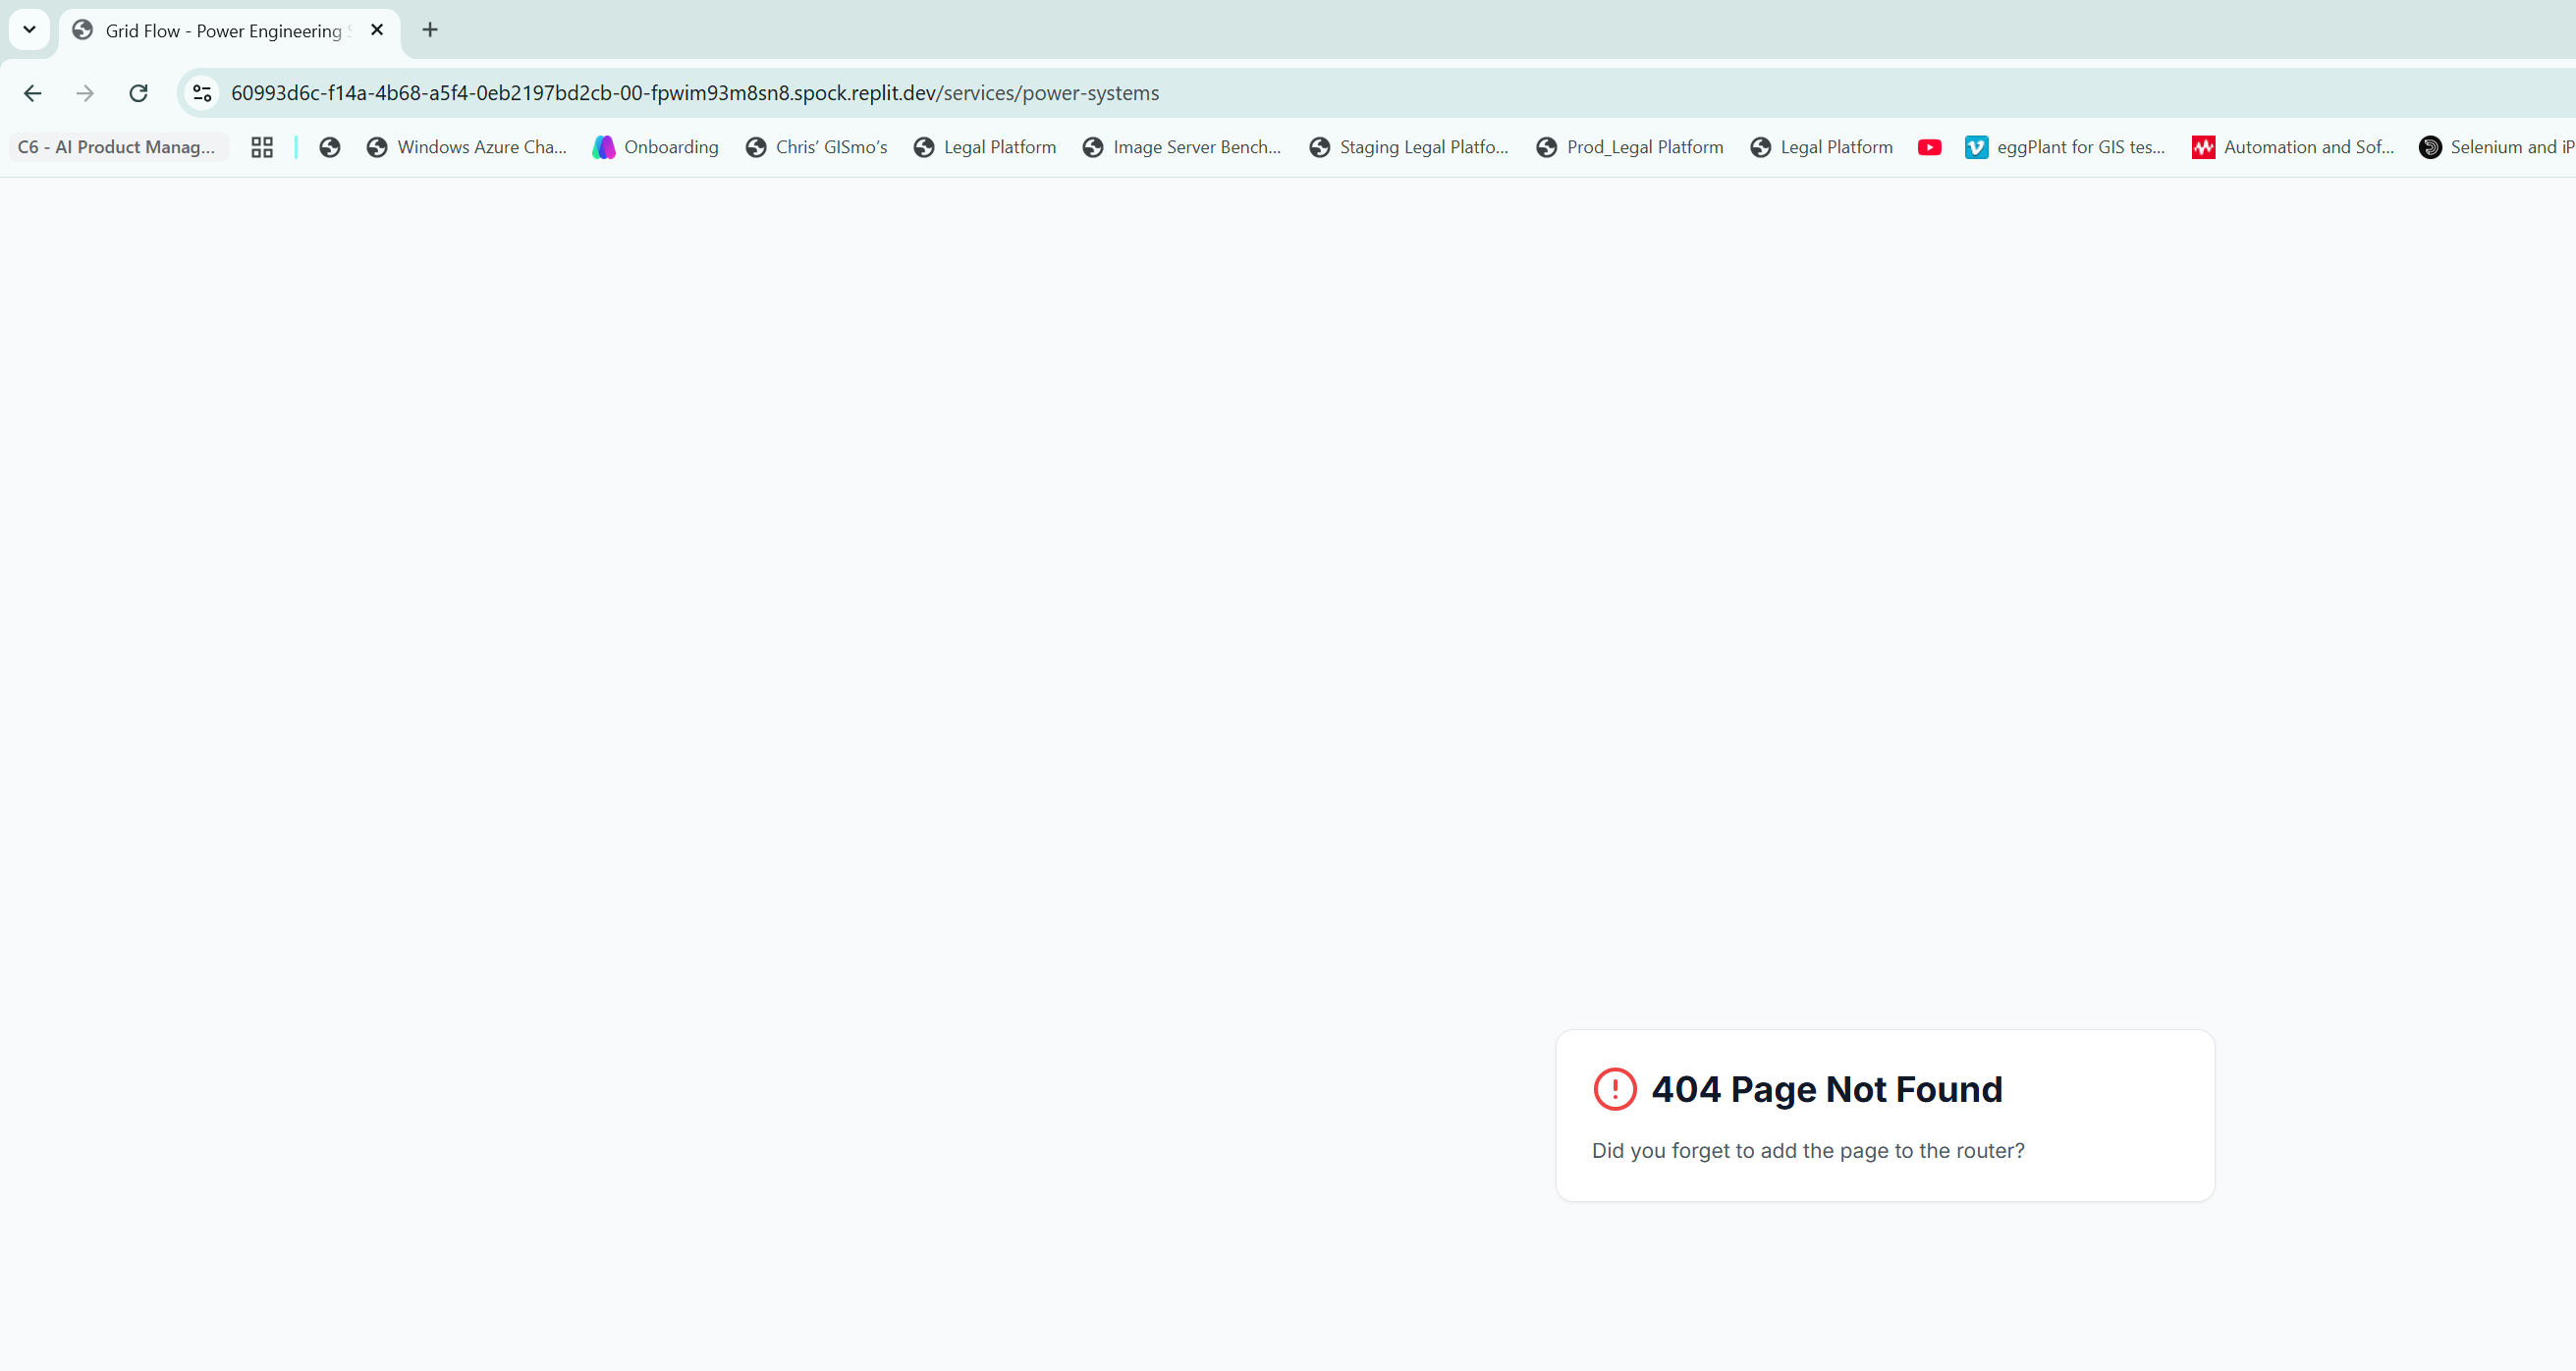 Grid Flow - Power Engineering
60993d6c-f14a-4b68-a5f4-0eb2197bd2cb-00-fpwim93m8sn8.spock.replit.dev/services/power-systems
C6 - AI Product Manag... Windows Azure Cha... Onboarding Chris’ GISmo’s Legal Platform Image Server Bench... Staging Legal Platfo... Prod_Legal Platform Legal Platform eggPlant for GIS tes... Automation and Sof... Selenium and iP
404 Page Not Found
Did you forget to add the page to the router?